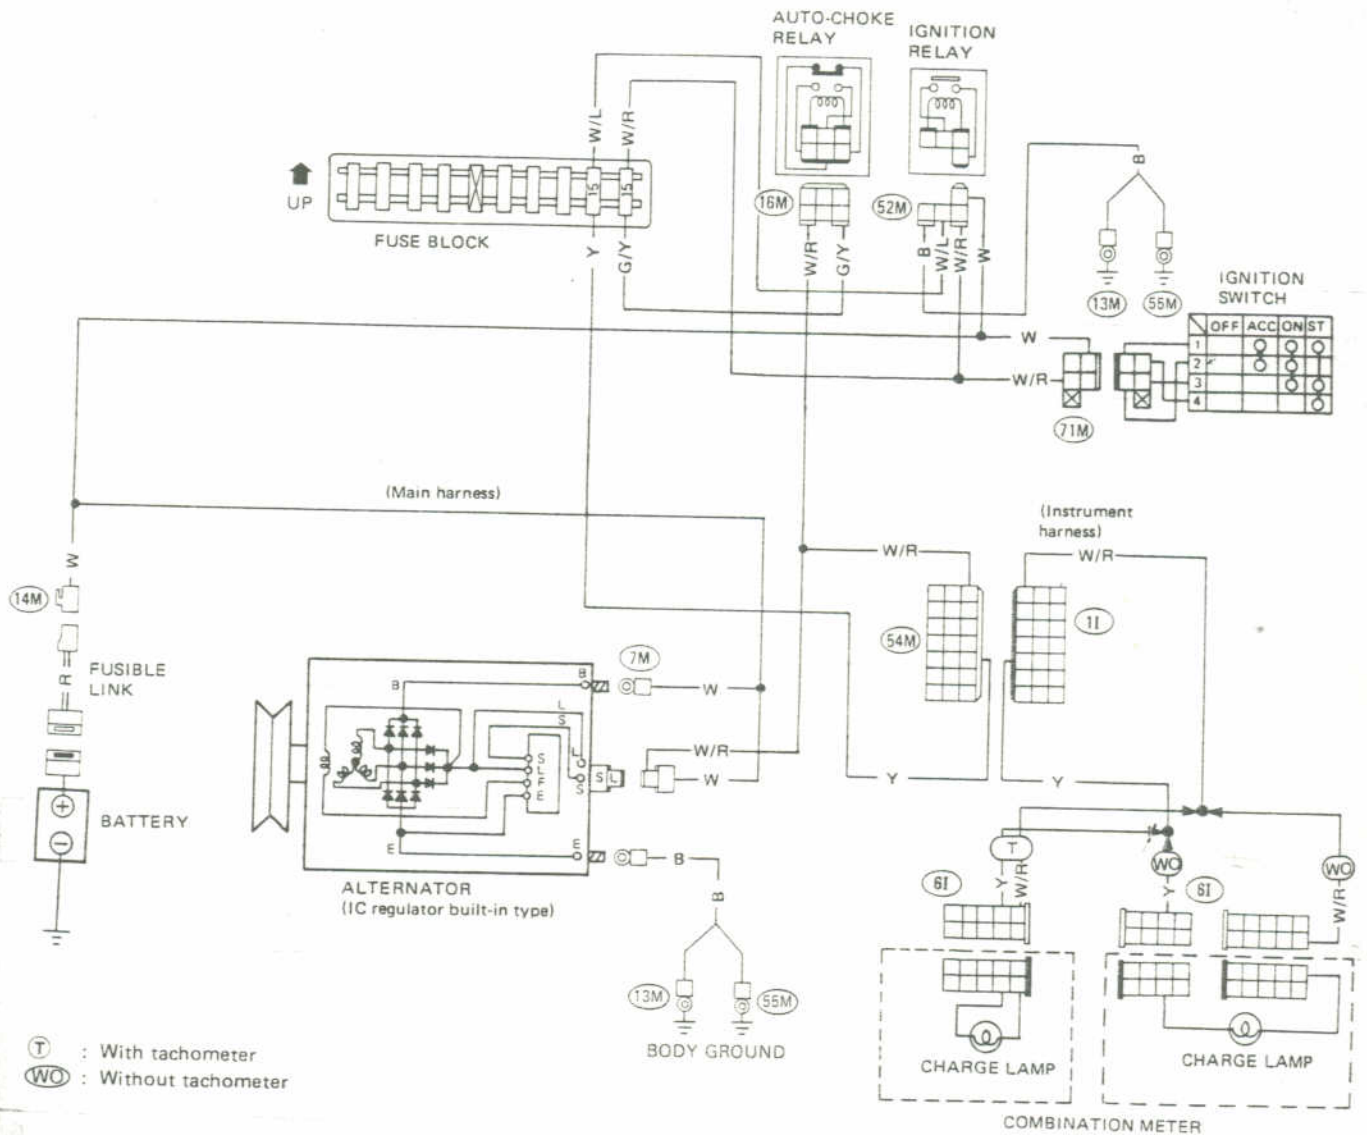 AUTO-CHOKE
RELAY
IGNITION
RELAY
W/L
W/R
B
UP
15
15
FUSE BLOCK
16M
52M
Y
G/Y
W/R
G/Y
B
W/L
W/R
W
13M
55M
IGNITION
SWITCH
OFF ACC ON ST
1
2
3
4
W
W/R
71M
(Main harness)
(Instrument
harness)
W
W/R
W/R
14M
54M
1I
R
FUSIBLE
LINK
7M
B
B
W
L
S
W/R
S
L
F
E
L
S
S L
W
Y
Y
BATTERY
E
E
B
T
WO
WO
ALTERNATOR
(IC regulator built-in type)
B
6I
Y
W/R
Y
6I
W/R
13M
55M
BODY GROUND
CHARGE LAMP
CHARGE LAMP
COMBINATION METER
T : With tachometer
WO : Without tachometer